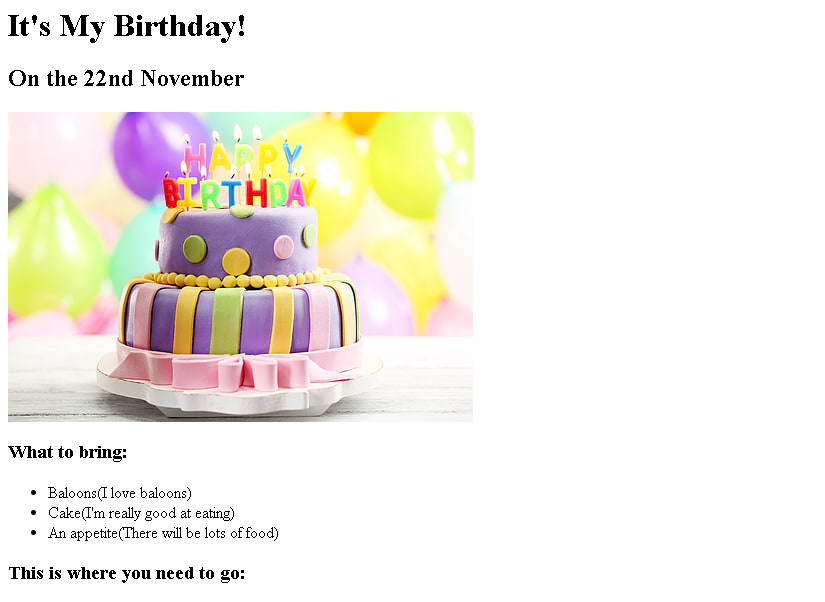 It's My Birthday!
On the 22nd November
HAPPY
BIRTHDAY
What to bring:
Baloons(I love baloons)
Cake(I'm really good at eating)
An appetite(There will be lots of food)
This is where you need to go: